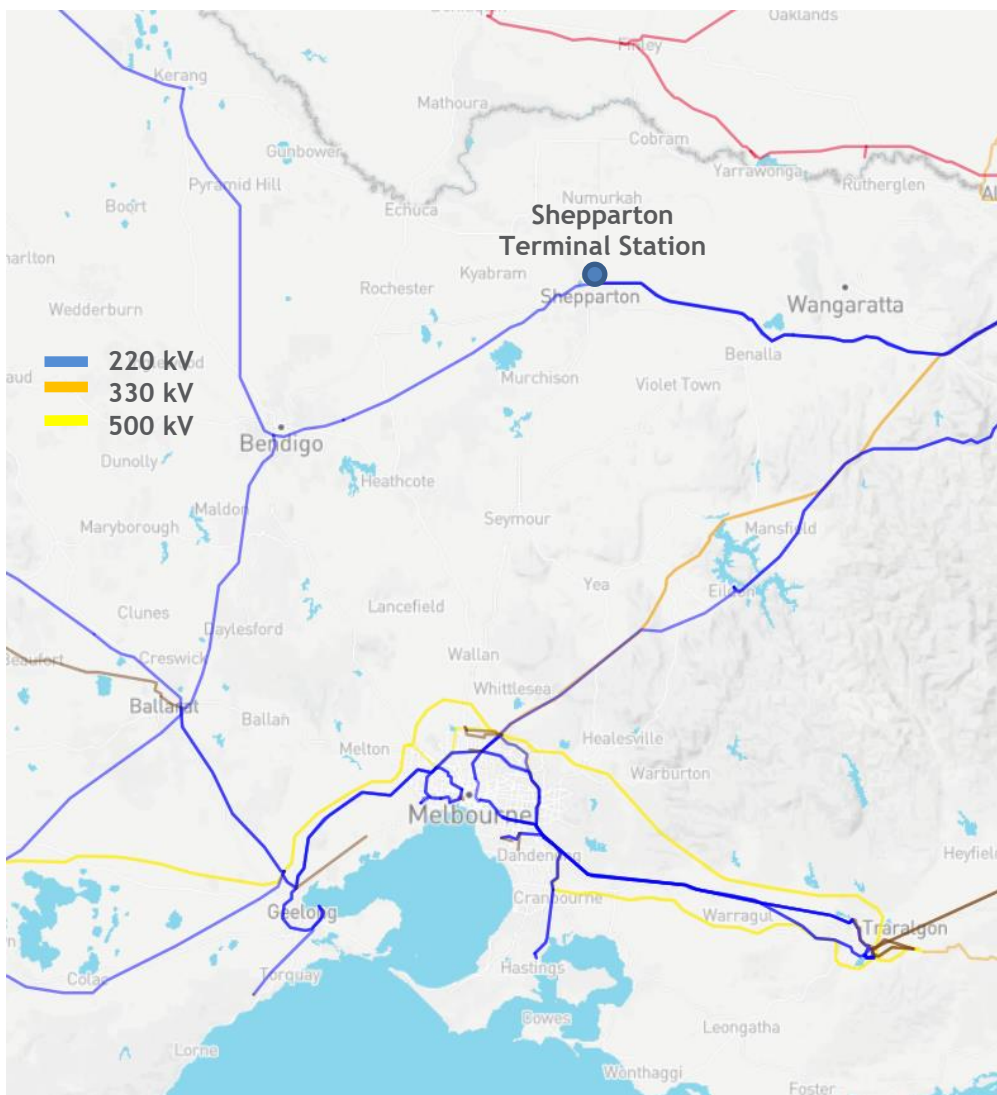 Oaklands
Finley
Kerang
Mathoura
Cobram
Gunbower
Yarrawonga
Rutherglen
Pyramid Hill
Numurkah
Boort
Echuca
Shepparton
Terminal Station
Kyabram
Rochester
Shepparton
Wangaratta
Wedderburn
220 kV
330 kV
500 kV
Benalla
Murchison
Violet Town
Bendigo
Dunolly
Heathcote
Maldon
Maryborough
Seymour
Mansfield
Yea
Eildon
Clunes
Lancefield
Daylesford
Creswick
Wallan
Whittlesea
Ballarat
Ballan
Melton
Healesville
Warburton
Melbourne
Dandenong
Cranbourne
Warragul
Traralgon
Geelong
Hastings
Colac
Torquay
Cowes
Leongatha
Lorne
Wonthaggi
Foster